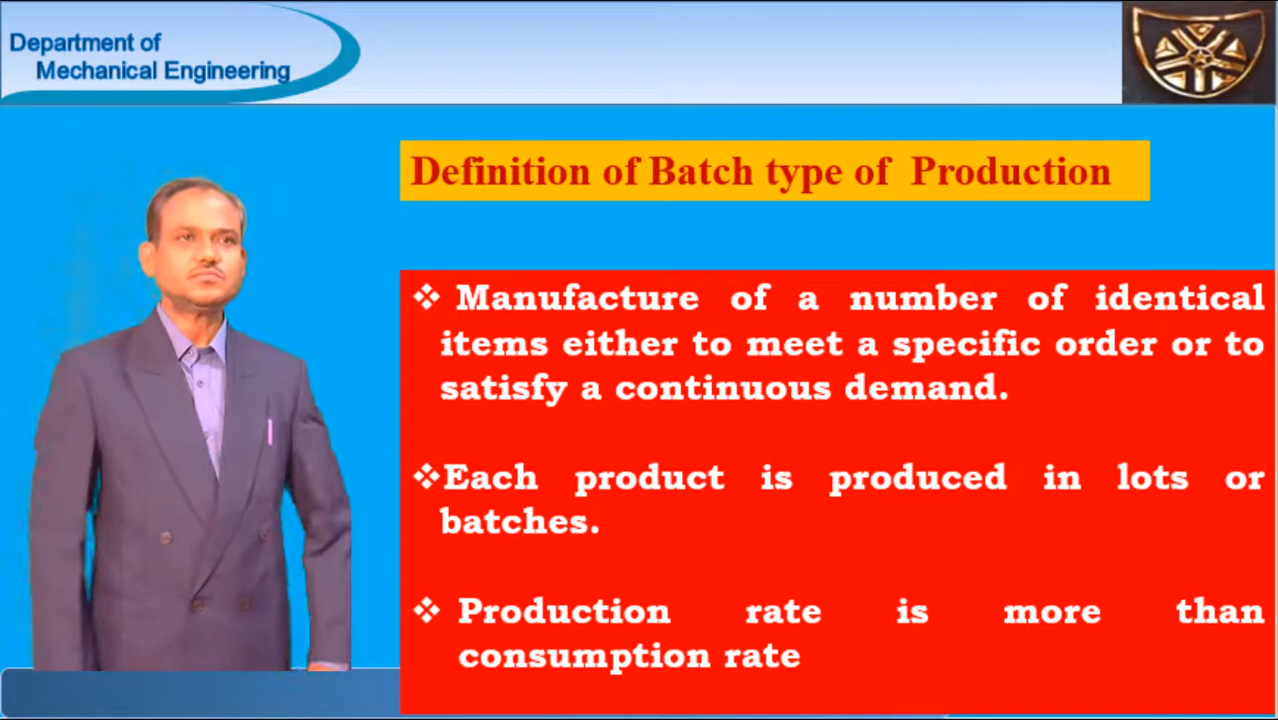 Department of
Mechanical Engineering
Definition of Batch type of Production
❖ Manufacture of a number of identical
items either to meet a specific order or to
satisfy a continuous demand.
❖Each product is produced in lots or
batches.
❖ Production rate is more than
consumption rate